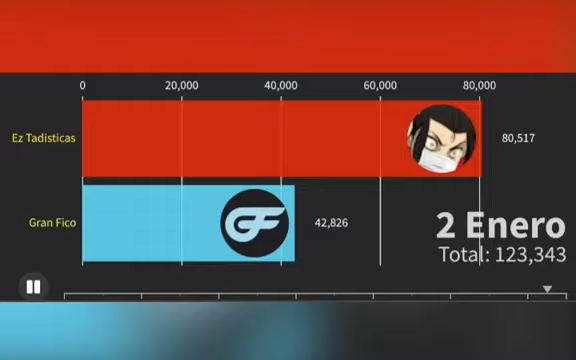 0 20,000 40,000 60,000 80,000
Ez Tadisticas 80,517
GF
Gran Fico 42,826
2 Enero
Total: 123,343